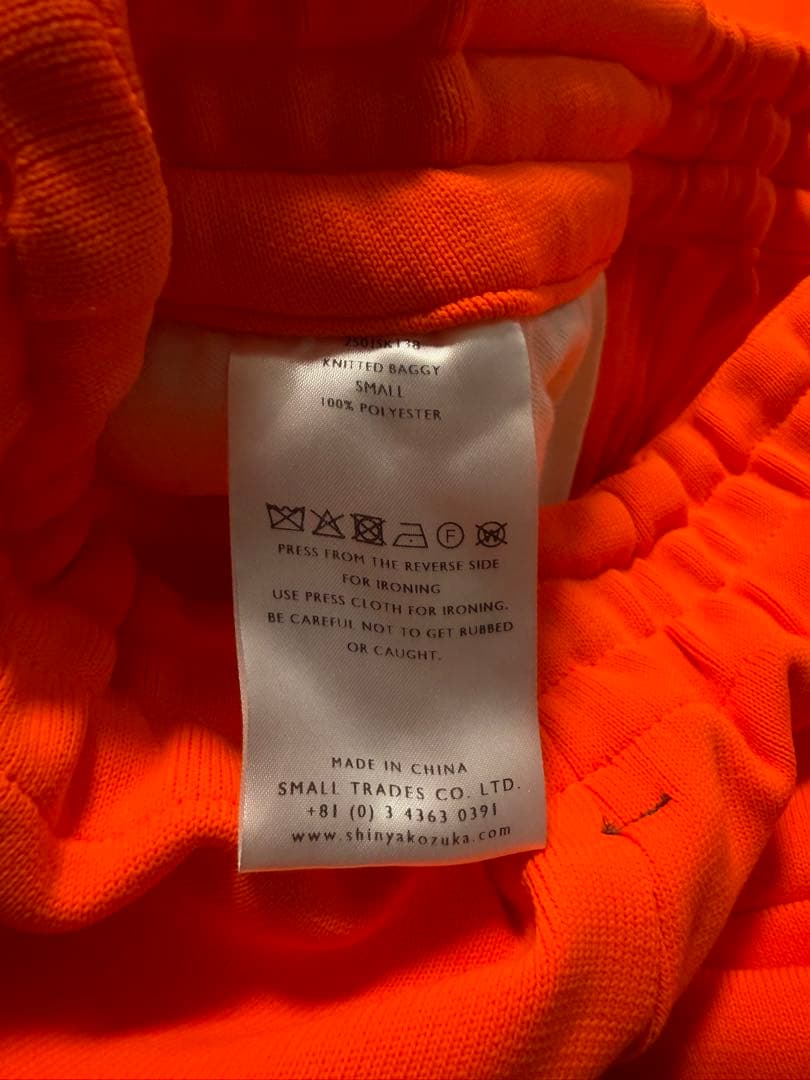 2501SK138
KNITTED BAGGY
SMALL
100% POLYESTER
F
W
PRESS FROM THE REVERSE SIDE
FOR IRONING
USE PRESS CLOTH FOR IRONING.
BE CAREFUL NOT TO GET RUBBED
OR CAUGHT.
MADE IN CHINA
SMALL TRADES CO. LTD.
+81 (0) 3 4363 0391
www.shinyakozuka.com